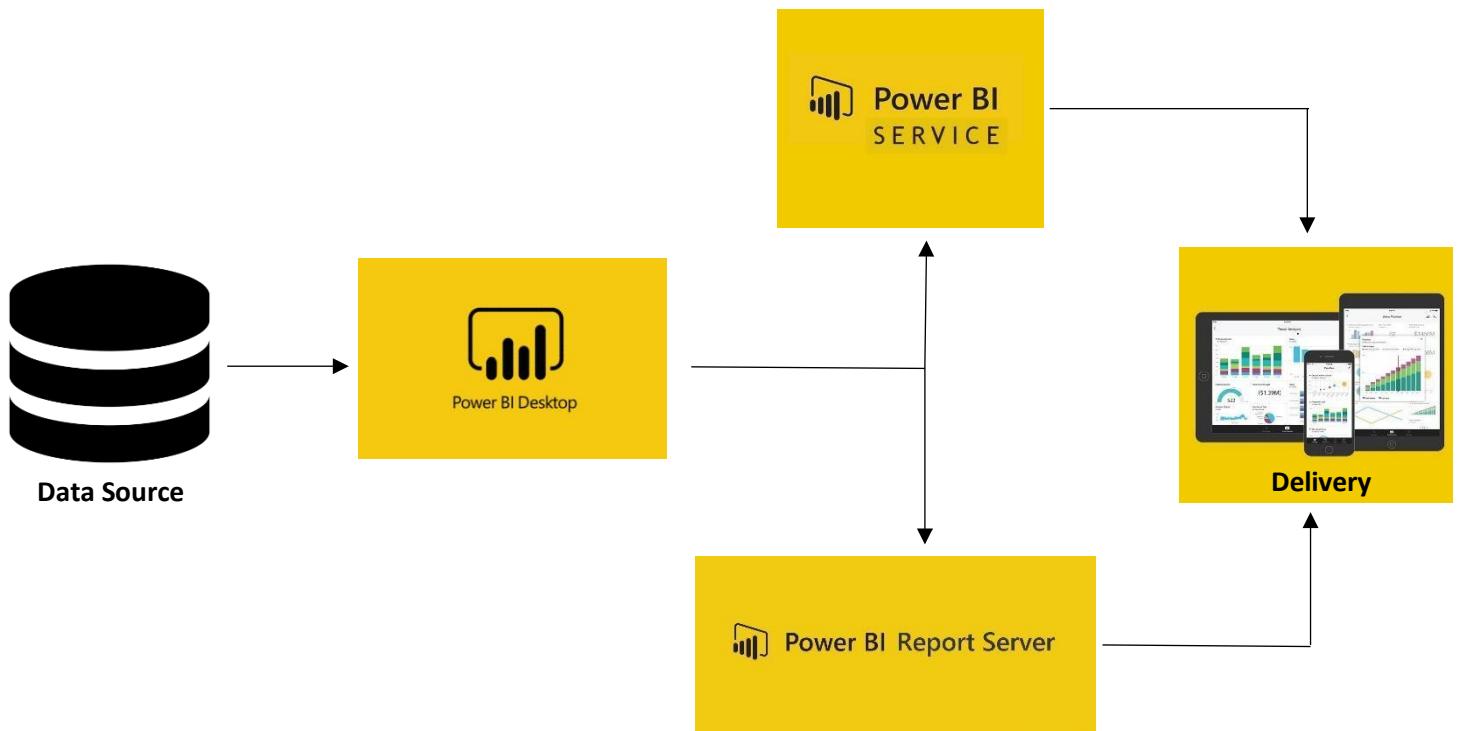 Power BI
SERVICE
Power BI Desktop
Data Source
Delivery
Power BI Report Server